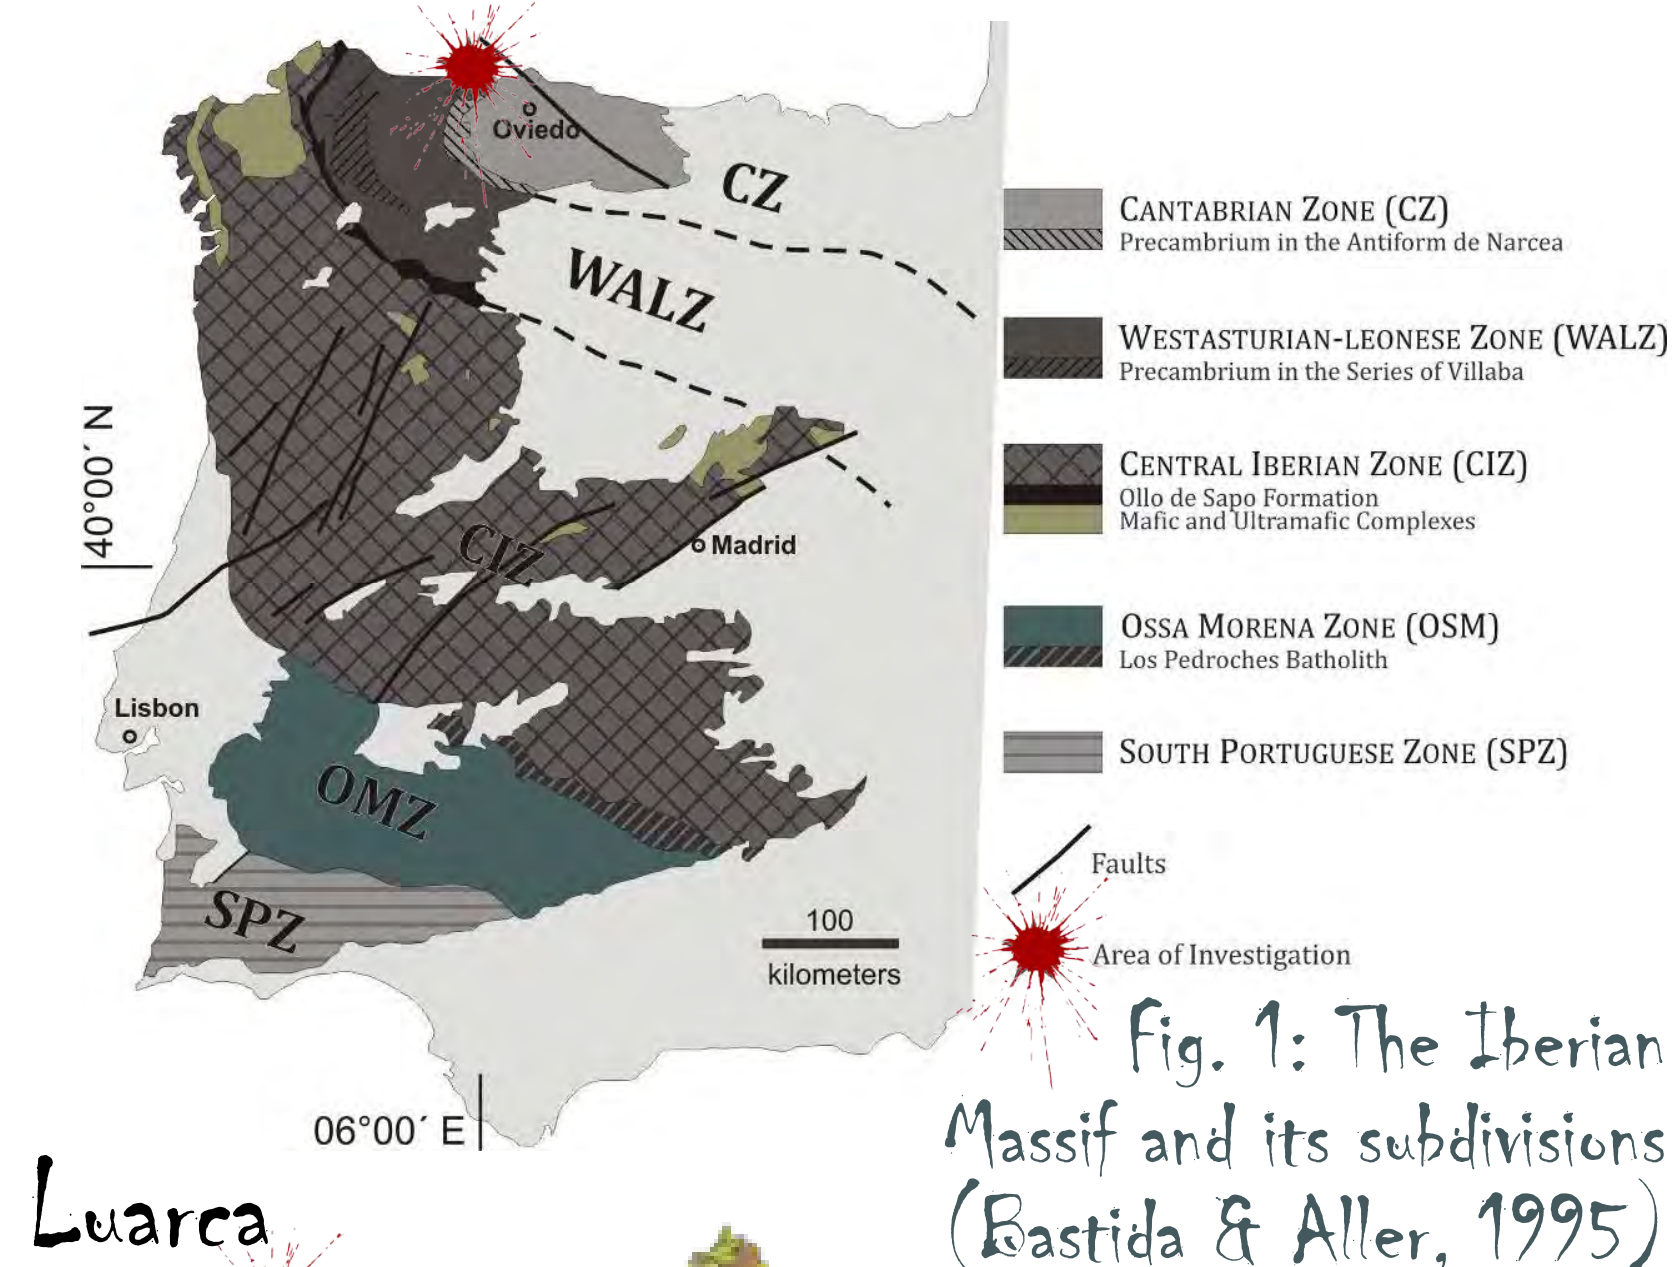 Oviedo
CZ
WALZ
40°00´ N
CIZ
Madrid
Lisbon
OMZ
SPZ
100
kilometers
06°00´ E
CANTABRIAN ZONE (CZ)
Precambrium in the Antiform de Narcea
WESTASTURIAN-LEONESE ZONE (WALZ)
Precambrium in the Series of Villaba
CENTRAL IBERIAN ZONE (CIZ)
Ollo de Sapo Formation
Mafic and Ultramafic Complexes
OSSA MORENA ZONE (OSM)
Los Pedroches Batholith
SOUTH PORTUGUESE ZONE (SPZ)
Faults
Area of Investigation
Fig. 1: The Iberian
Massif and its subdivisions
(Bastida & Aller, 1995)
Luarca